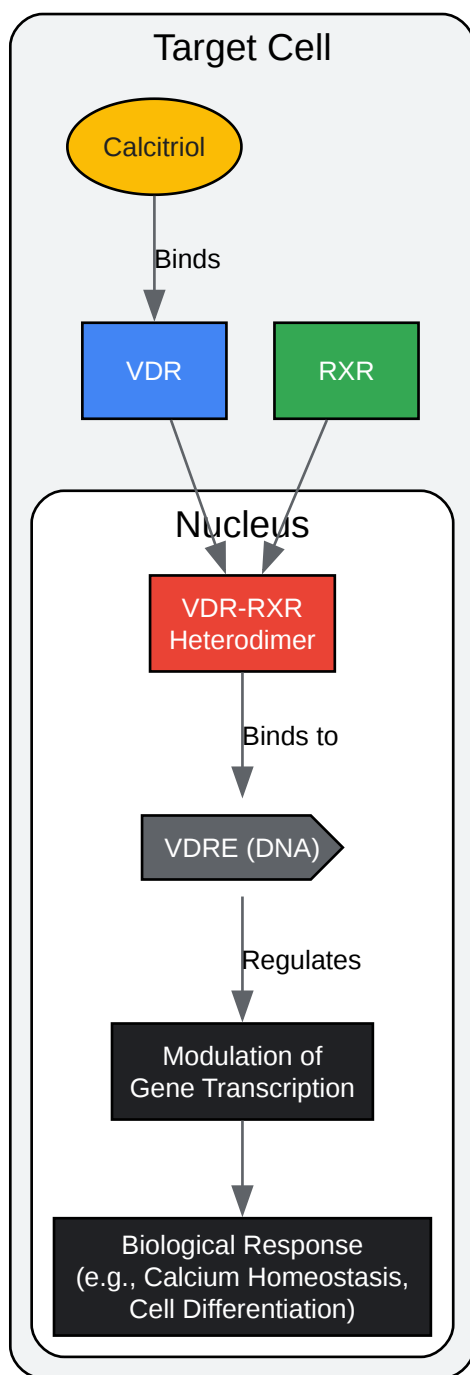 Target Cell
Calcitriol
Binds
VDR
RXR
Nucleus
VDR-RXR
Heterodimer
Binds to
VDRE (DNA)
Regulates
Modulation of
Gene Transcription
Biological Response
(e.g., Calcium Homeostasis,
Cell Differentiation)